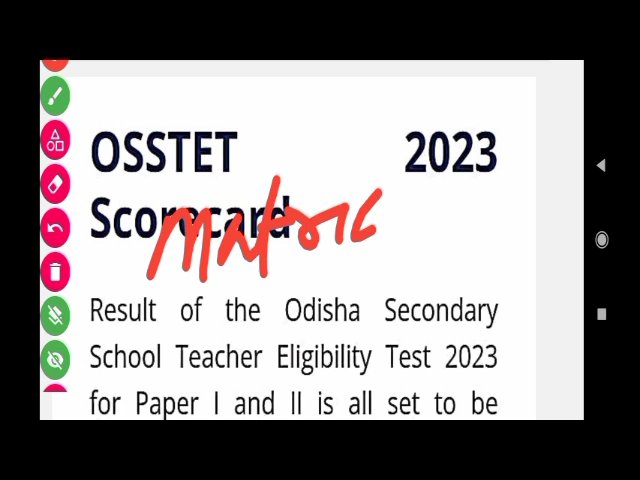 OSSTET 2023
Scorecard
Matric
Result of the Odisha Secondary
School Teacher Eligibility Test 2023
for Paper I and II is all set to be